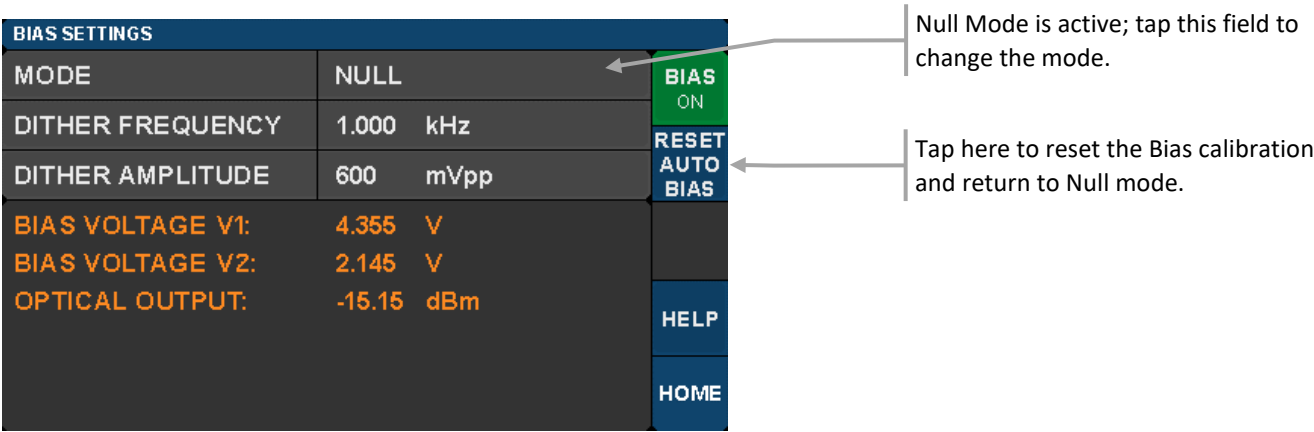 BIAS SETTINGS
MODE NULL
DITHER FREQUENCY 1.000 kHz
DITHER AMPLITUDE 600 mVpp
BIAS VOLTAGE V1: 4.355 V
BIAS VOLTAGE V2: 2.145 V
OPTICAL OUTPUT: -15.15 dBm
BIAS
ON
RESET
AUTO
BIAS
HELP
HOME
Null Mode is active; tap this field to
change the mode.
Tap here to reset the Bias calibration
and return to Null mode.